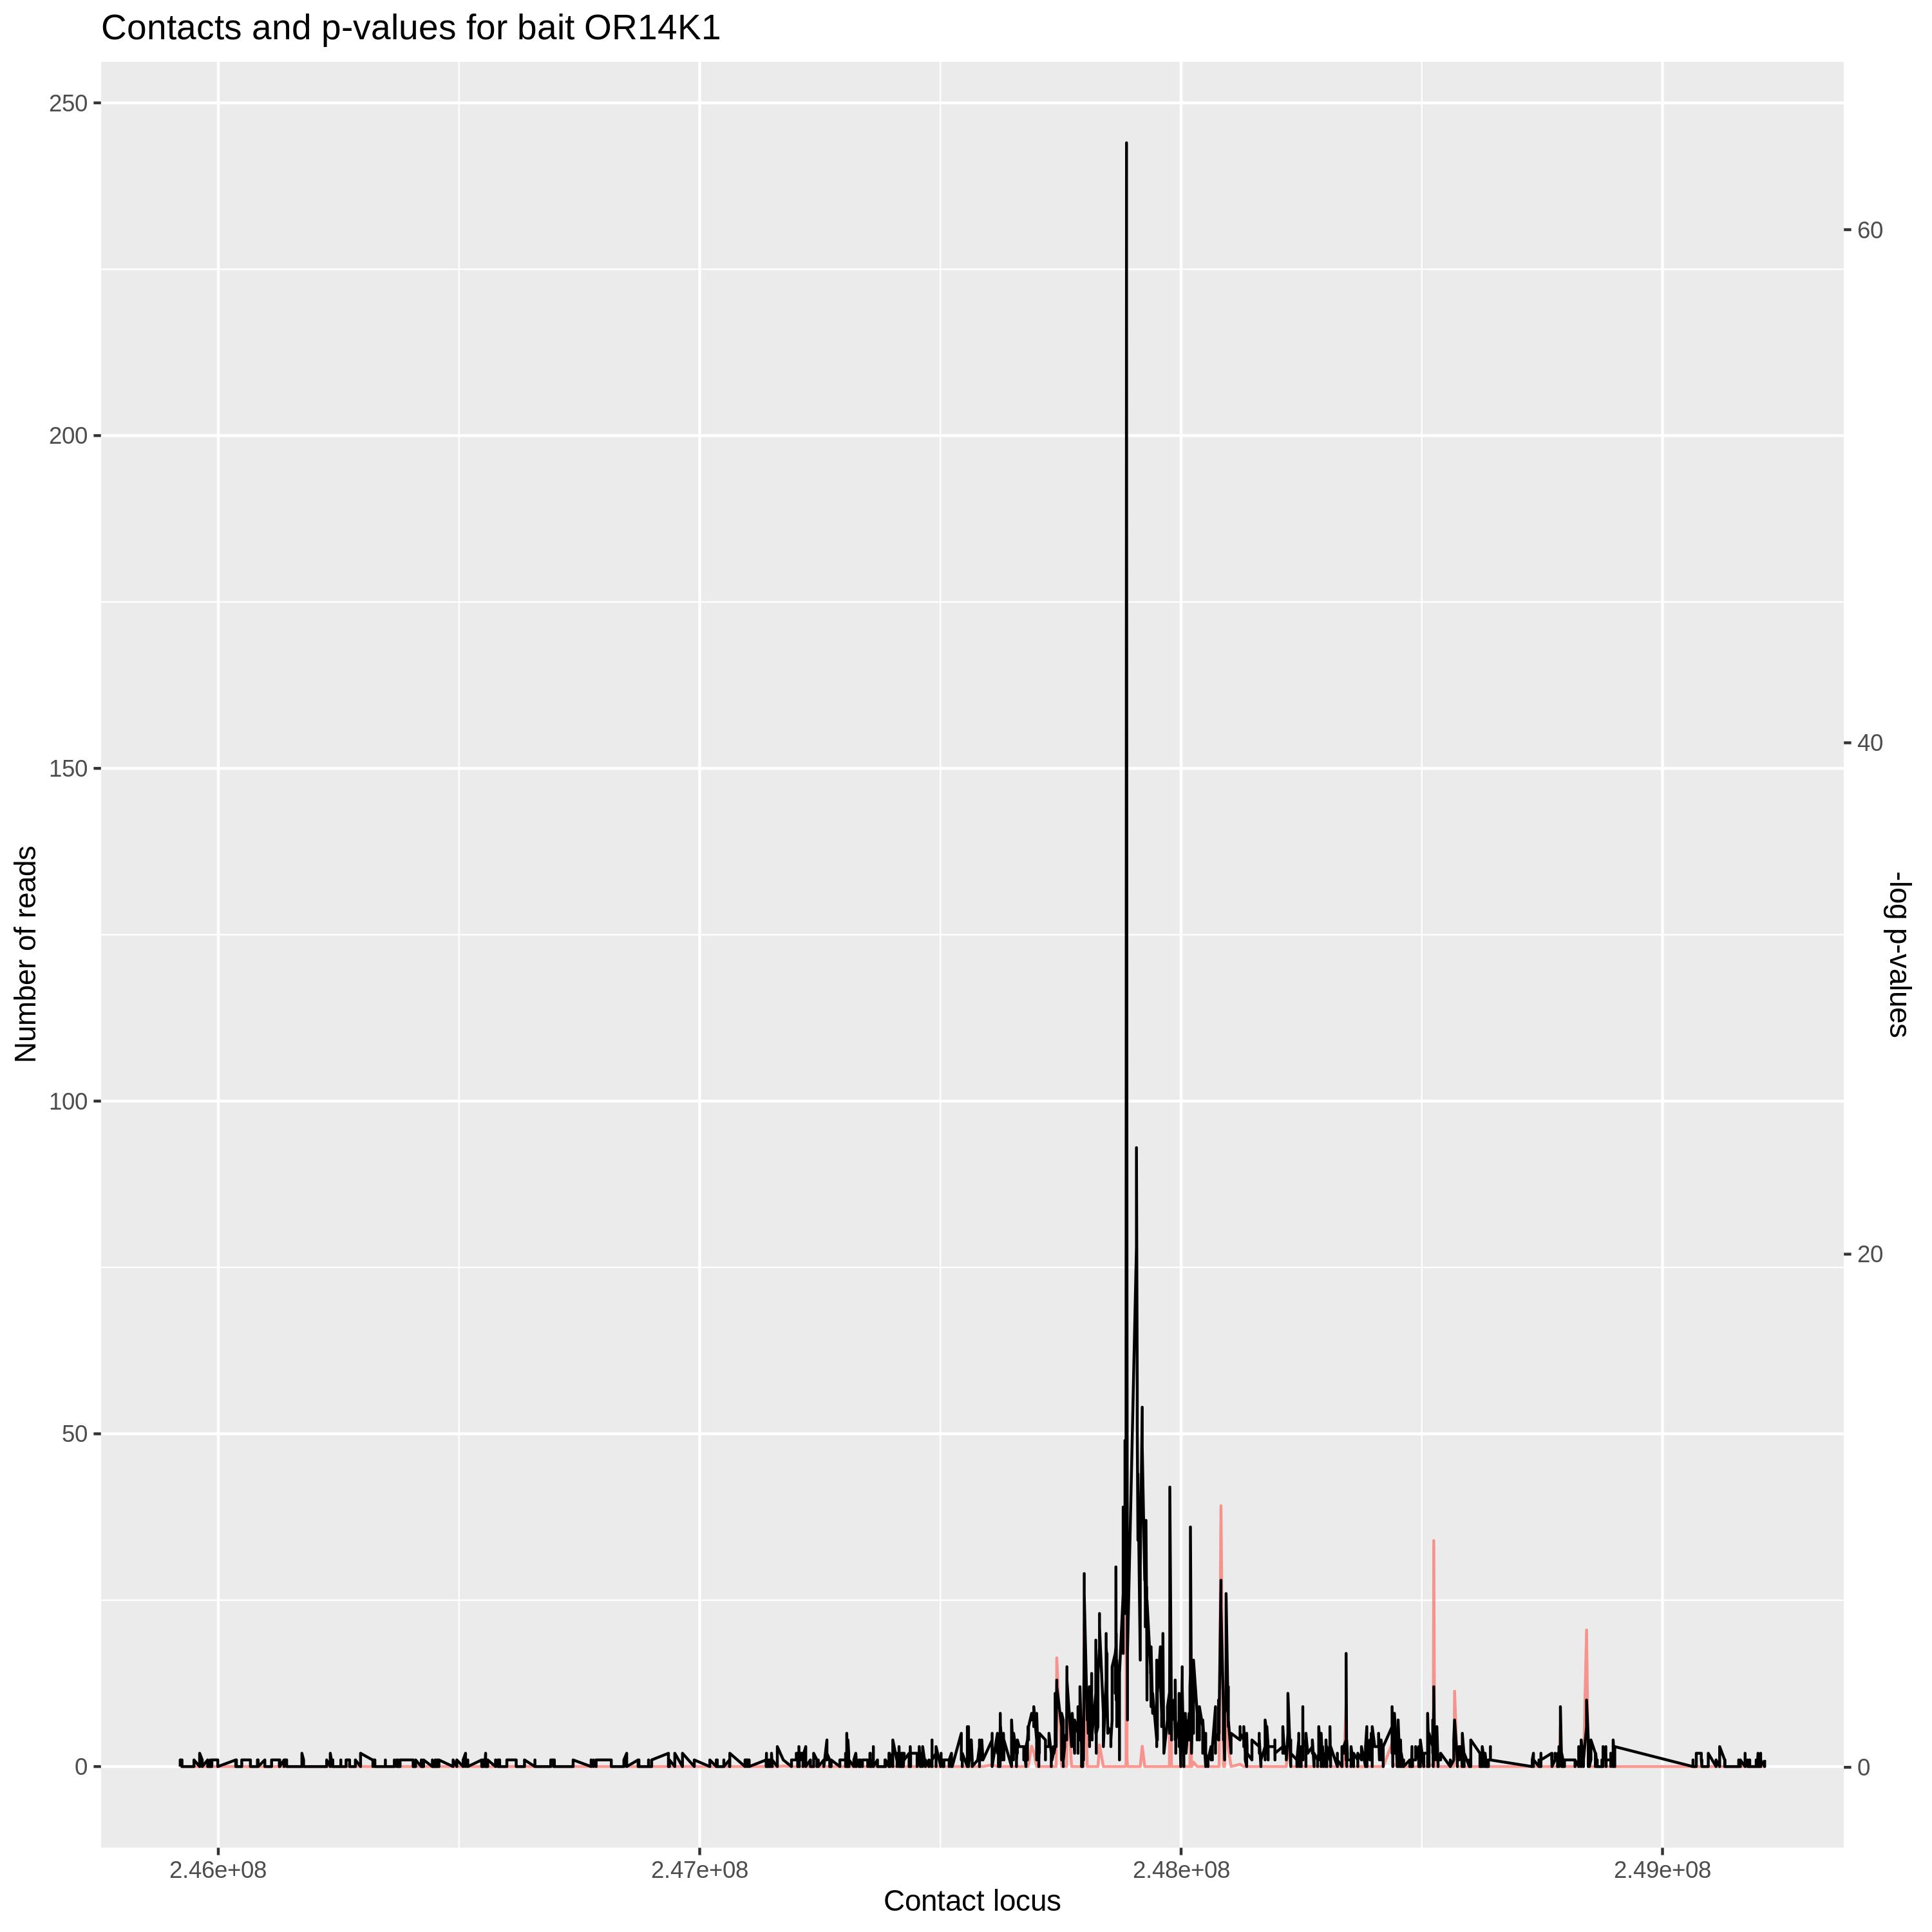 Contacts and p-values for bait OR14K1
250
200
150
100
50
0
Number of reads
60
40
20
0
-log p-values
2.46e+08 2.47e+08 2.48e+08 2.49e+08
Contact locus